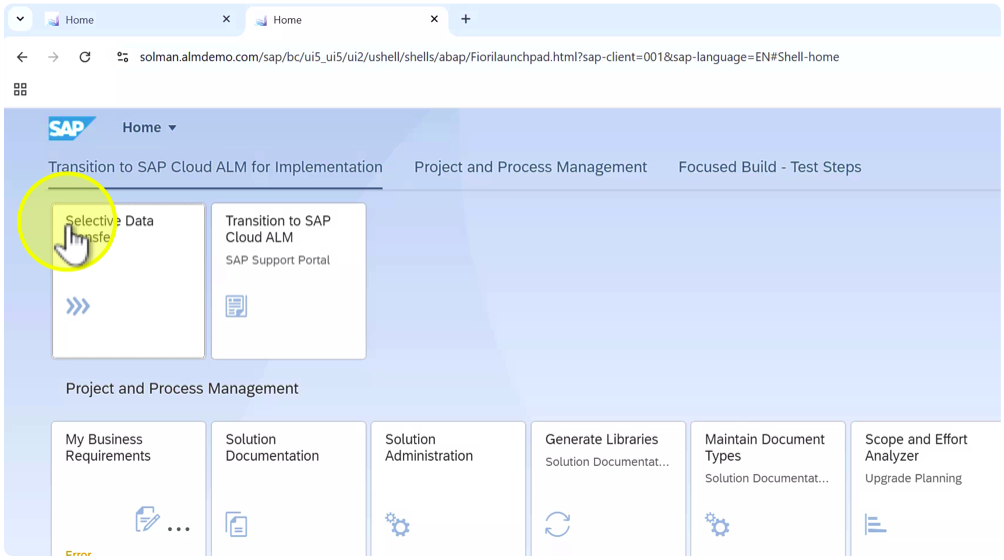 Home
Home
solman.almdemo.com/sap/bc/ui5_ui5/ui2/ushell/shells/abap/Fiorilaunchpad.html?sap-client=001&sap-language=EN#Shell-home
SAP
Home
Transition to SAP Cloud ALM for Implementation
Project and Process Management
Focused Build - Test Steps
Selective Data
Transition to SAP
Cloud ALM
SAP Support Portal
Project and Process Management
My Business
Requirements
...
Error
Solution
Documentation
Solution
Administration
Generate Libraries
Solution Documentat...
Maintain Document
Types
Solution Documentat...
Scope and Effort
Analyzer
Upgrade Planning